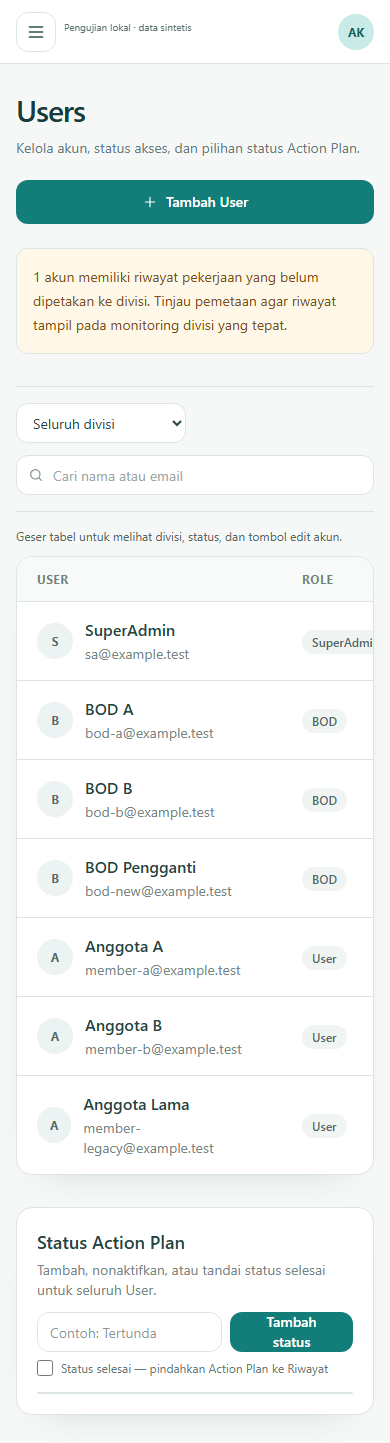 Pengujian lokal · data sintetis
AK
Users
Kelola akun, status akses, dan pilihan status Action Plan.
+ Tambah User
1 akun memiliki riwayat pekerjaan yang belum
dipetakan ke divisi. Tinjau pemetaan agar riwayat
tampil pada monitoring divisi yang tepat.
Seluruh divisi
Cari nama atau email
Geser tabel untuk melihat divisi, status, dan tombol edit akun.
USER ROLE
S SuperAdmin SuperAdmi
sa@example.test
B BOD A BOD
bod-a@example.test
B BOD B BOD
bod-b@example.test
B BOD Pengganti BOD
bod-new@example.test
A Anggota A User
member-a@example.test
A Anggota B User
member-b@example.test
A Anggota Lama User
member-
legacy@example.test
Status Action Plan
Tambah, nonaktifkan, atau tandai status selesai
untuk seluruh User.
Contoh: Tertunda
Tambah
status
Status selesai — pindahkan Action Plan ke Riwayat